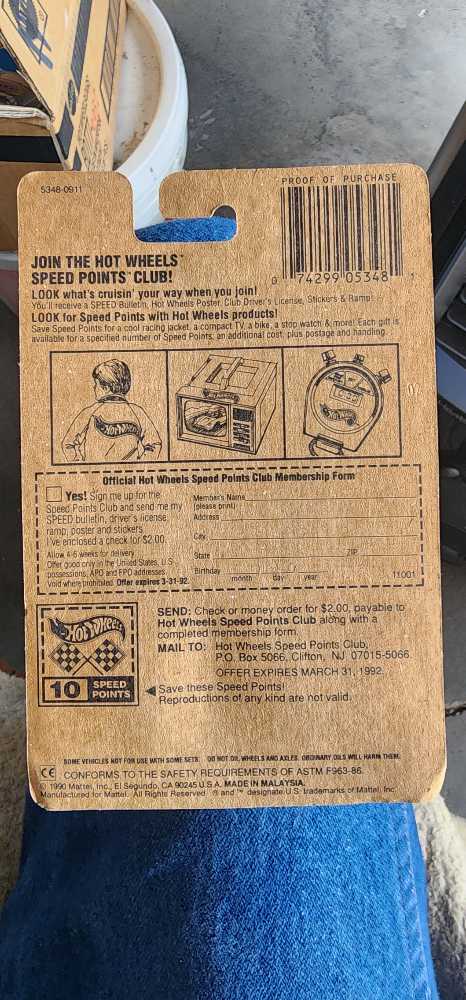 5348-0911
PROOF OF PURCHASE
0 74299 05348 1
JOIN THE HOT WHEELS™
SPEED POINTS™ CLUB!
LOOK what's cruisin' your way when you join!
You'll receive a SPEED Bulletin, Hot Wheels Poster, Club Driver's License, Stickers & Ramp.
LOOK for Speed Points with Hot Wheels products!
Save Speed Points for a cool racing jacket, a compact TV, a bike, a stop watch & more! Each gift is
available for a specified number of Speed Points, an additional cost, plus postage and handling.
Hot Wheels
Hot Wheels
Hot Wheels
Official Hot Wheels Speed Points Club Membership Form
Yes! Sign me up for the
Speed Points Club and send me my
SPEED bulletin, driver's license,
ramp, poster and stickers.
I've enclosed a check for $2.00.
Allow 4-6 weeks for delivery.
Offer good only in the United States, U.S.
possessions, APO and FPO addresses.
Void where prohibited. Offer expires 3-31-92.
Member's Name
(please print)
Address
City
State ZIP
Birthday
month day year
11001
Hot Wheels
10 SPEED POINTS
SEND: Check or money order for $2.00, payable to
Hot Wheels Speed Points Club along with a
completed membership form.
MAIL TO: Hot Wheels Speed Points Club,
P.O. Box 5066, Clifton, NJ 07015-5066.
OFFER EXPIRES MARCH 31, 1992.
Save these Speed Points!
Reproductions of any kind are not valid.
SOME VEHICLES NOT FOR USE WITH SOME SETS. DO NOT OIL WHEELS AND AXLES. ORDINARY OILS WILL HARM THEM.
CE CONFORMS TO THE SAFETY REQUIREMENTS OF ASTM F963-86.
© 1990 Mattel, Inc., El Segundo, CA 90245 U.S.A. MADE IN MALAYSIA.
Manufactured for Mattel. All Rights Reserved. ® and ™ designate U.S. trademarks of Mattel, Inc.